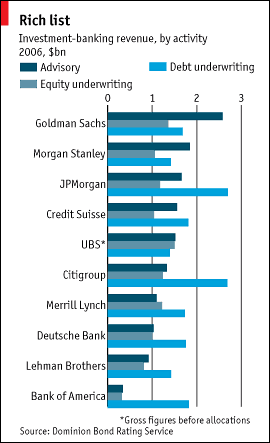 Rich list
Investment-banking revenue, by activity
2006, $bn
Advisory
Debt underwriting
Equity underwriting
0 1 2 3
Goldman Sachs
Morgan Stanley
JPMorgan
Credit Suisse
UBS*
Citigroup
Merrill Lynch
Deutsche Bank
Lehman Brothers
Bank of America
*Gross figures before allocations
Source: Dominion Bond Rating Service